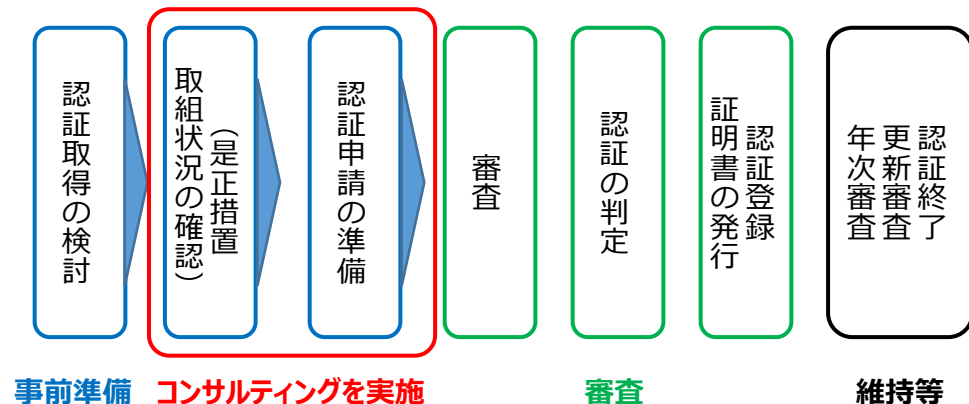 認証取得の検討
（是正措置
取組状況の確認）
認証申請の準備
審査
認証の判定
認証登録
証明書の発行
認証終了
更新審査
年次審査
事前準備
コンサルティングを実施
審査
維持等